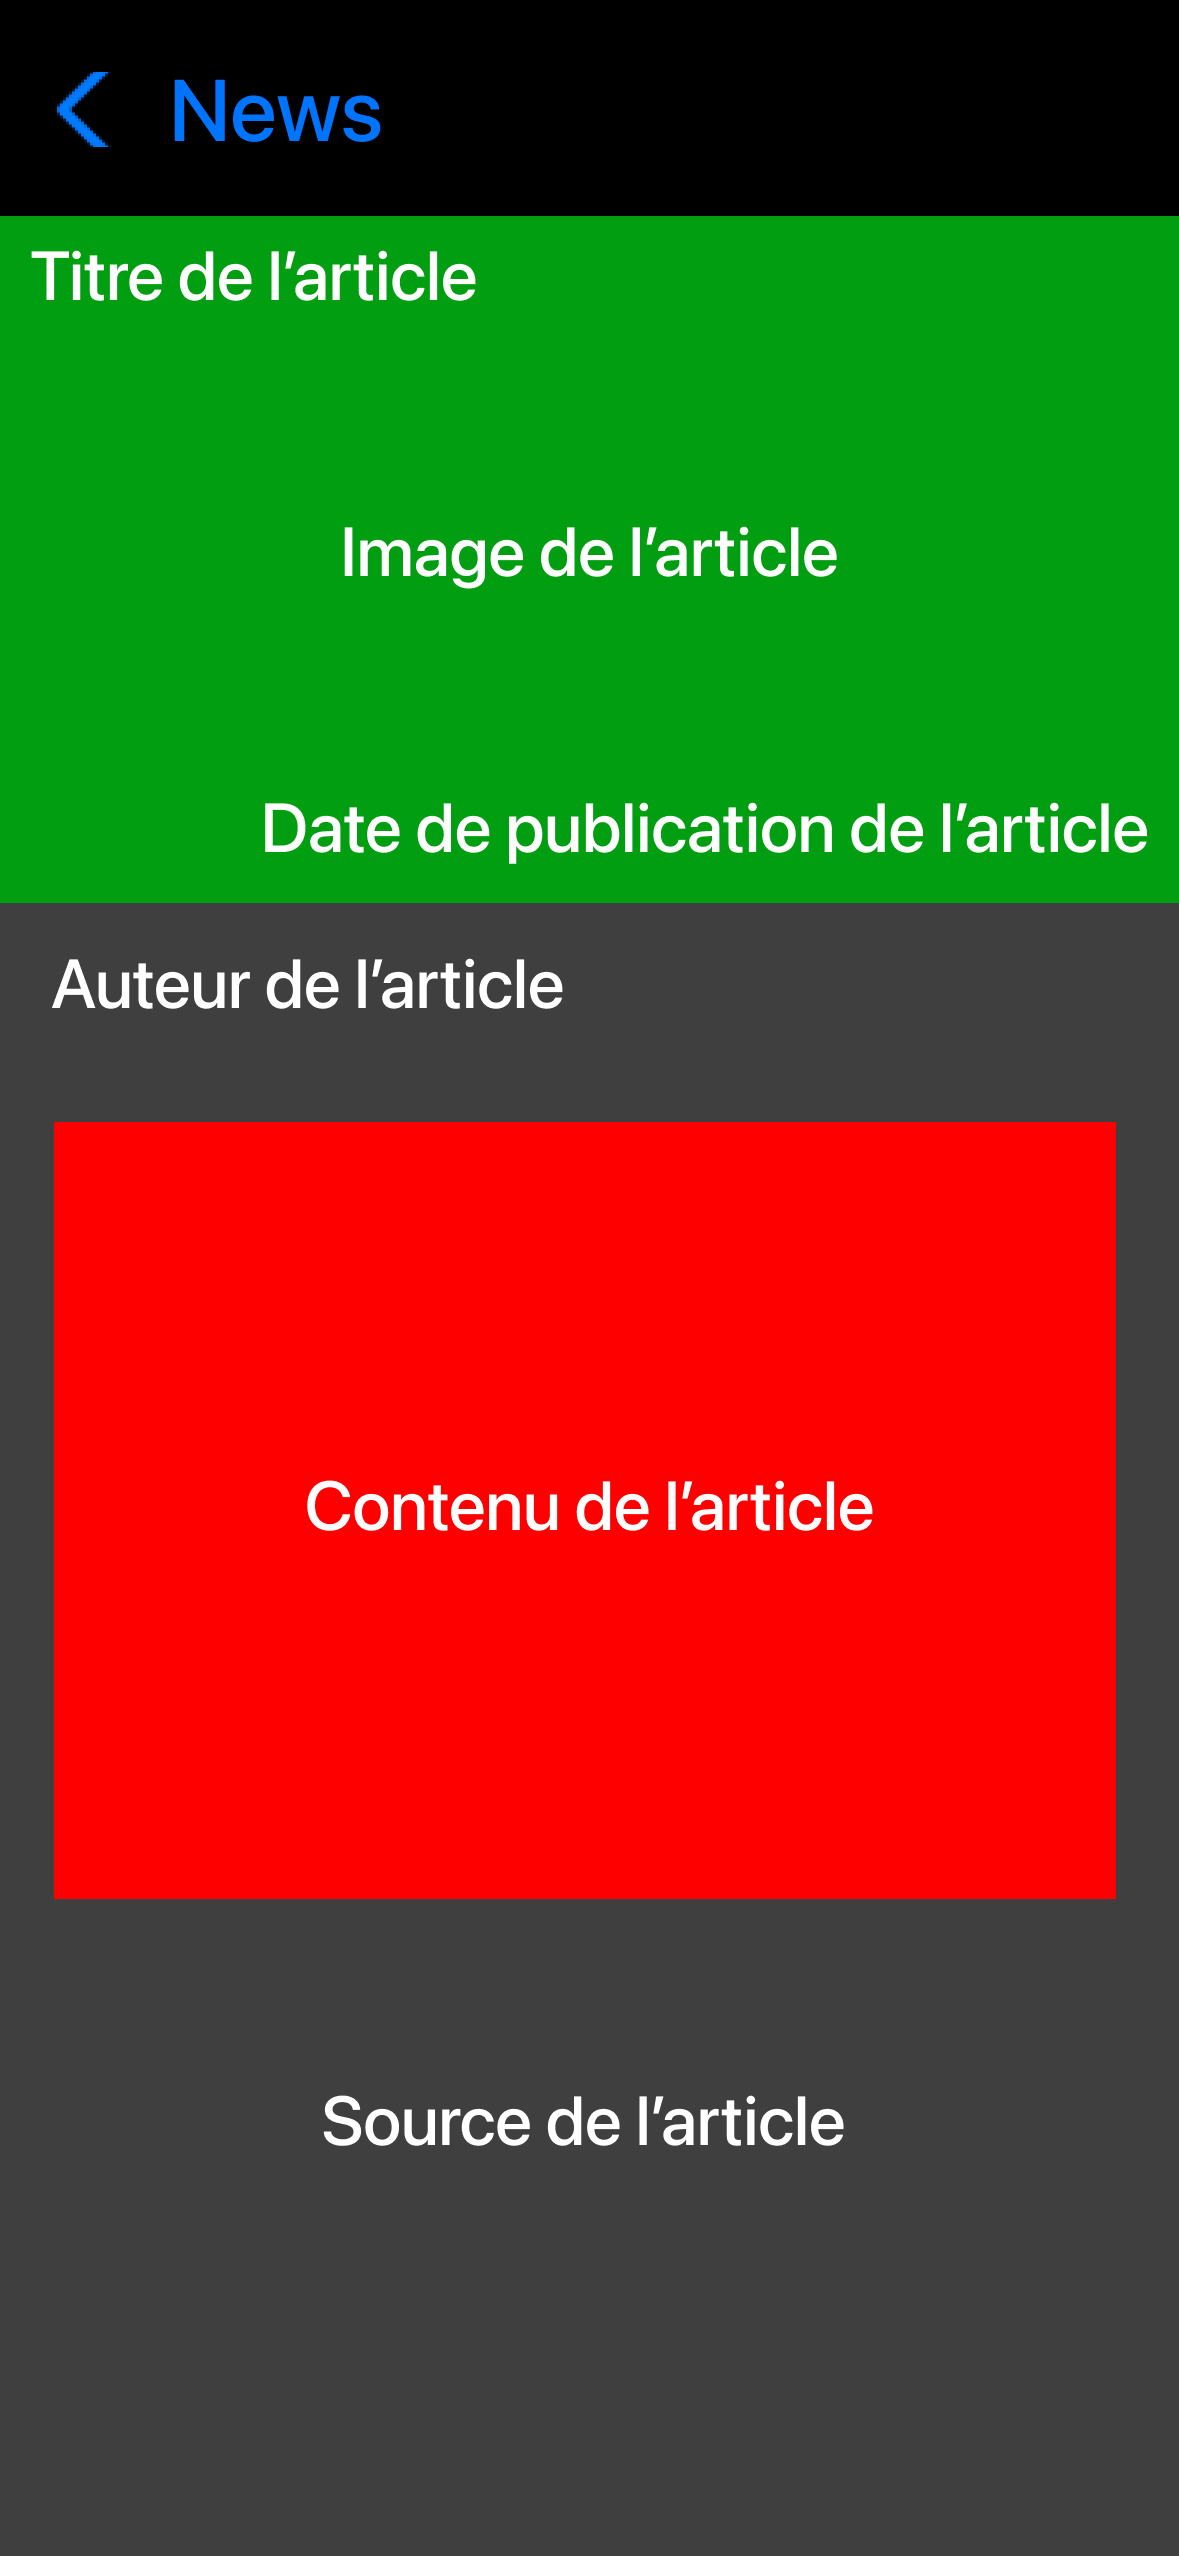 News
Titre de l’article
Image de l’article
Date de publication de l’article
Auteur de l’article
Contenu de l’article
Source de l’article